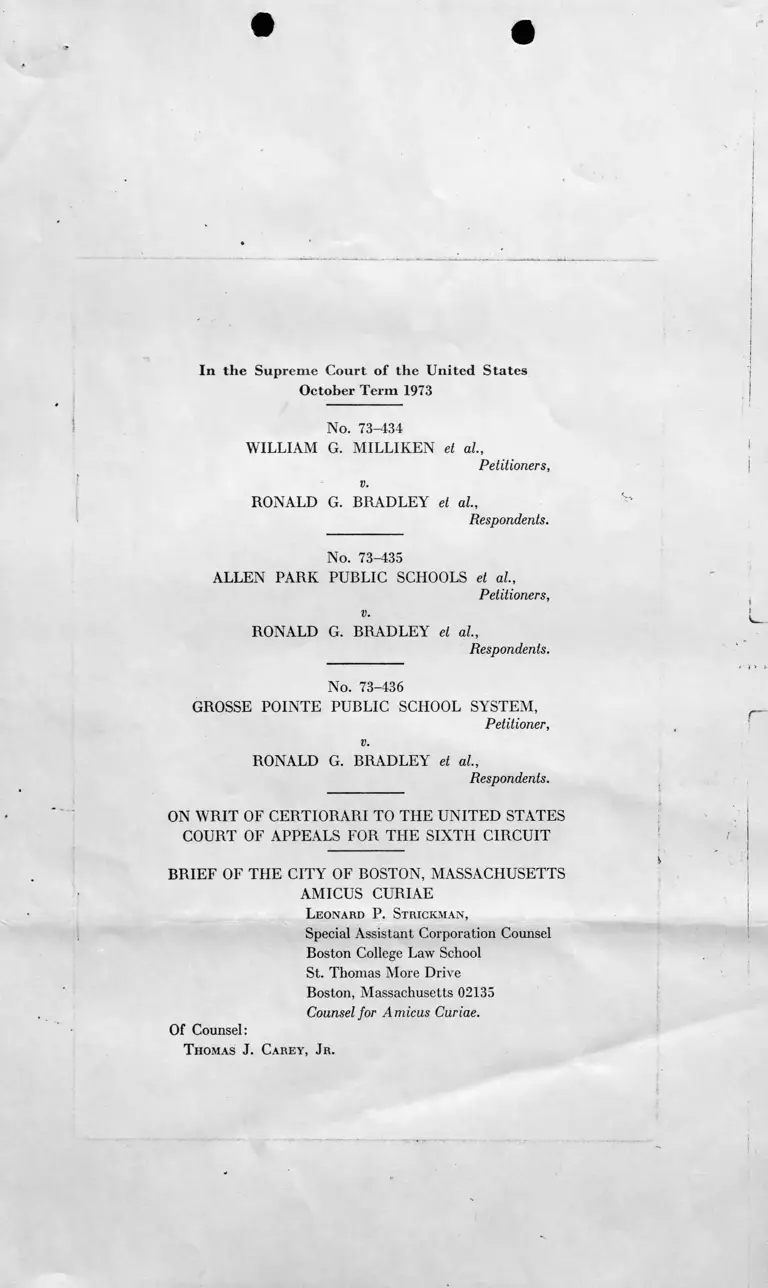 In the Supreme Court of the United States
October Term 1973
No. 73–434
WILLIAM G. MILLIKEN et al.,
Petitioners,
v.
RONALD G. BRADLEY et al.,
Respondents.
No. 73–435
ALLEN PARK PUBLIC SCHOOLS et al.,
Petitioners,
v.
RONALD G. BRADLEY et al.,
Respondents.
No. 73–436
GROSSE POINTE PUBLIC SCHOOL SYSTEM,
Petitioner,
v.
RONALD G. BRADLEY et al.,
Respondents.
ON WRIT OF CERTIORARI TO THE UNITED STATES
COURT OF APPEALS FOR THE SIXTH CIRCUIT
BRIEF OF THE CITY OF BOSTON, MASSACHUSETTS
AMICUS CURIAE
LEONARD P. STRICKMAN,
Special Assistant Corporation Counsel
Boston College Law School
St. Thomas More Drive
Boston, Massachusetts 02135
Counsel for Amicus Curiae.
Of Counsel:
THOMAS J. CAREY, JR.